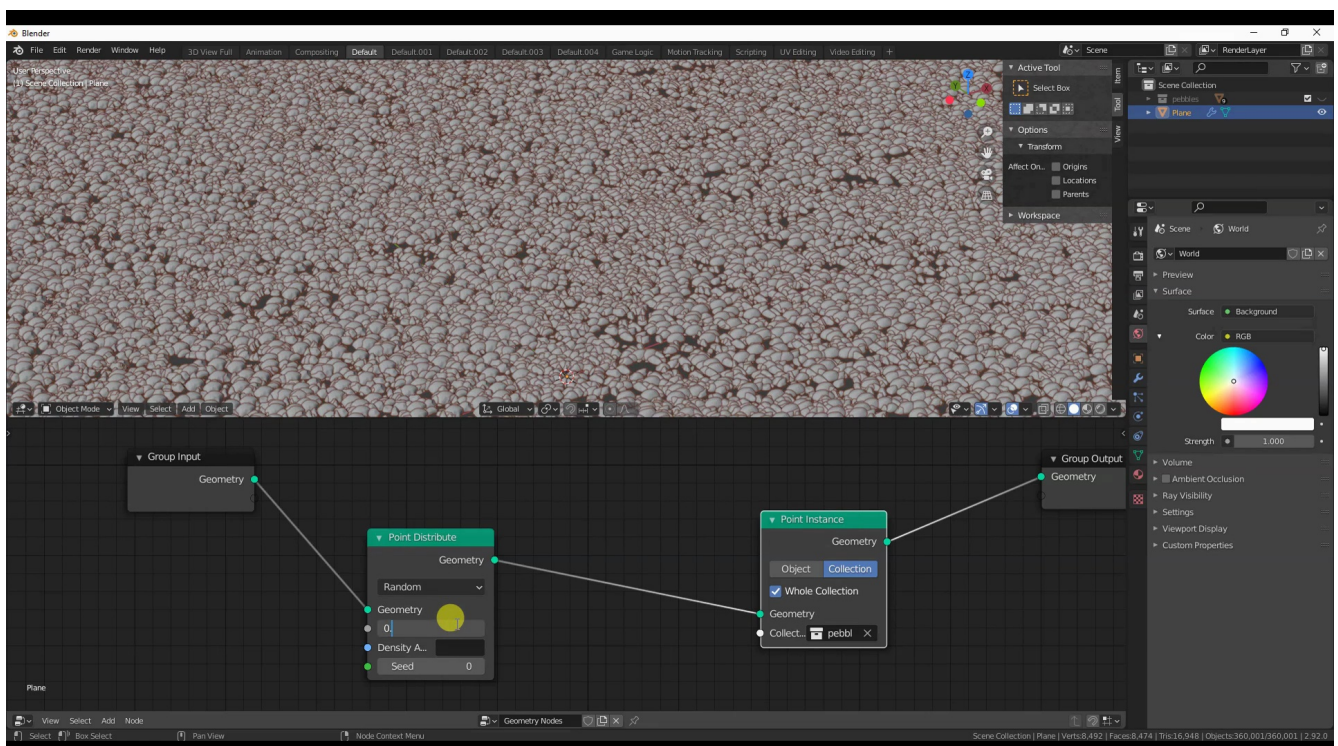 Blender
File Edit Render Window Help 3D View Full Animation Compositing Default Default.001 Default.002 Default.003 Default.004 Game Logic Motion Tracking Scripting UV Editing Video Editing + Scene RenderLayer
User Perspective
(1) Scene Collection | Plane
Active Tool
Select Box
Options
Transform
Affect On... Origins
Locations
Parents
Workspace
Item
Tool
View
Scene Collection
pebbles 9
Plane
Scene World
World
Preview
Surface
Surface Background
Color RGB
Strength 1.000
Volume
Ambient Occlusion
Ray Visibility
Settings
Viewport Display
Custom Properties
Object Mode View Select Add Object Global
Group Input
Geometry
Point Distribute
Geometry
Random
Geometry
0.
Density A...
Seed 0
Point Instance
Geometry
Object Collection
Whole Collection
Geometry
Collect... pebbl
Group Output
Geometry
Plane
View Select Add Node Geometry Nodes
Select Box Select Pan View Node Context Menu Scene Collection | Plane | Verts:8,492 | Faces:8,474 | Tris:16,948 | Objects:360,001/360,001 | 2.92.0